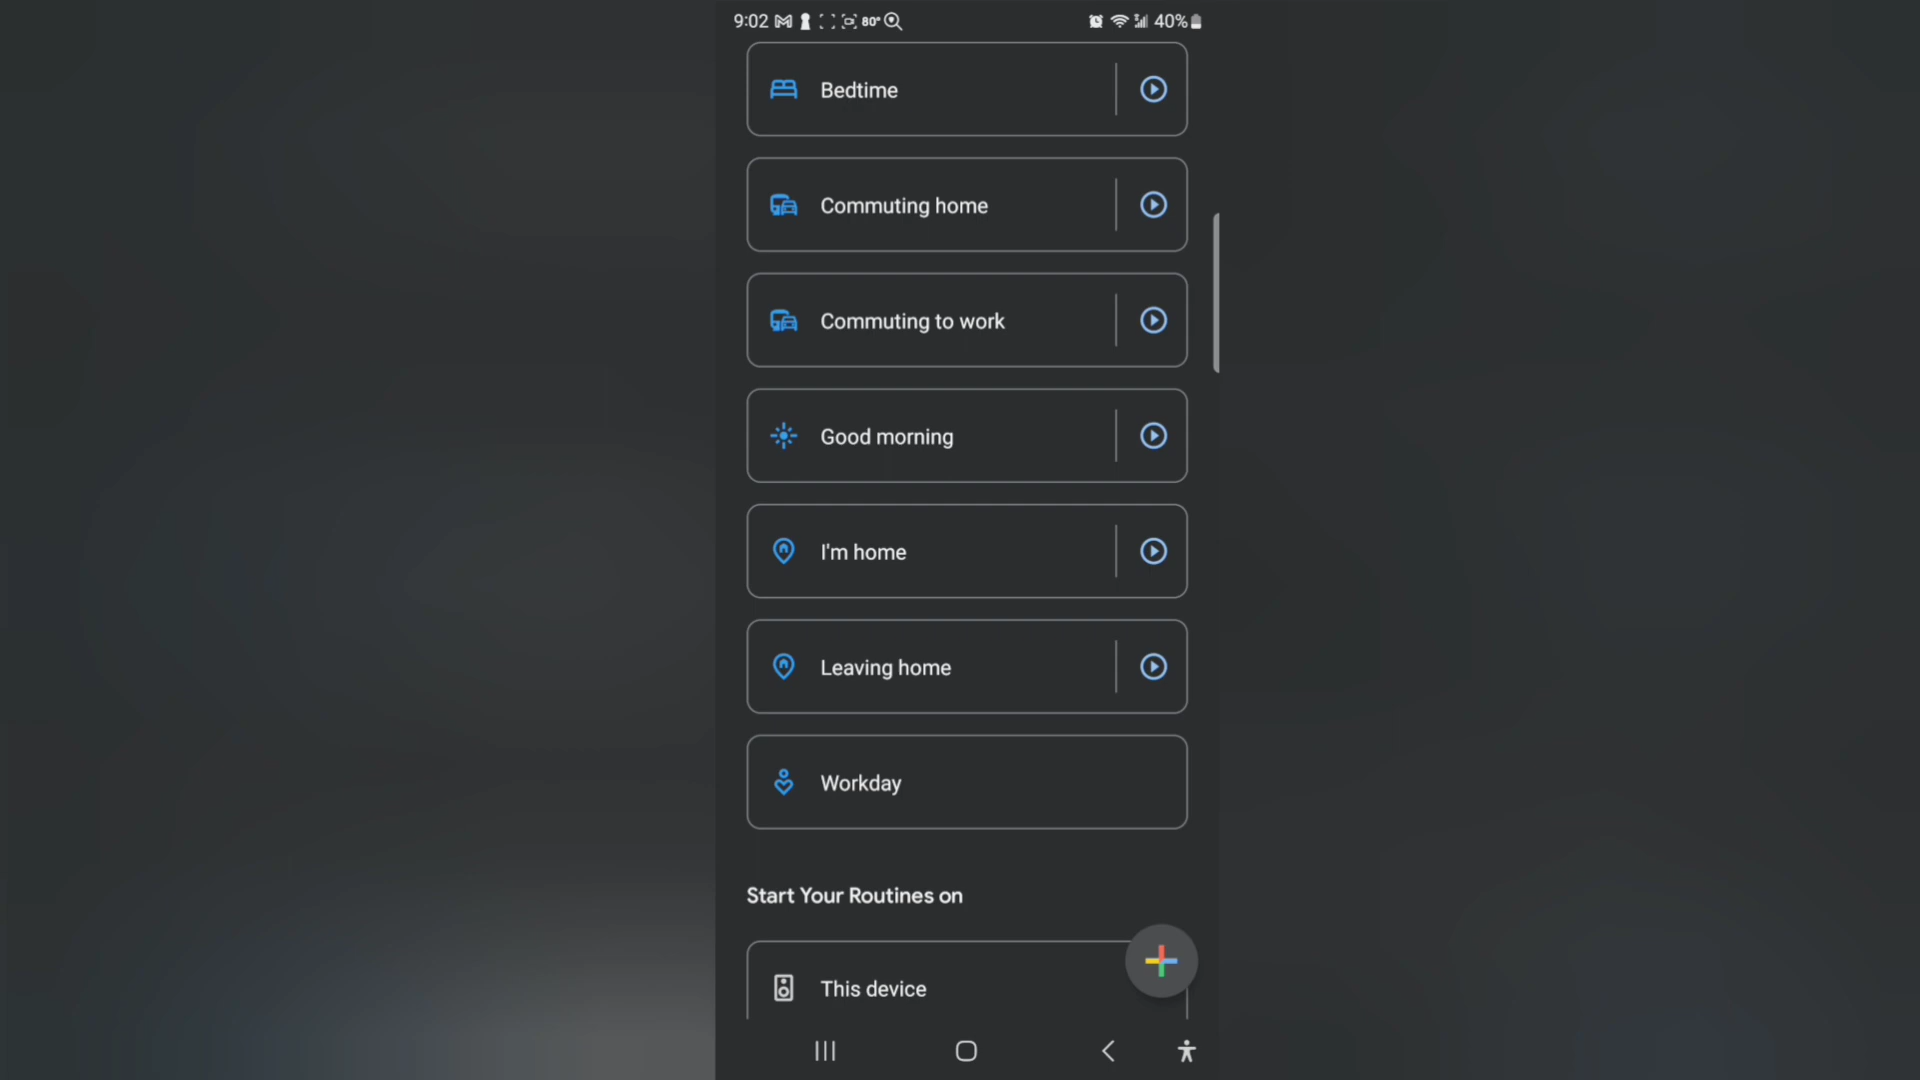 9:02 80° 40%
Bedtime
Commuting home
Commuting to work
Good morning
I'm home
Leaving home
Workday
Start Your Routines on
This device